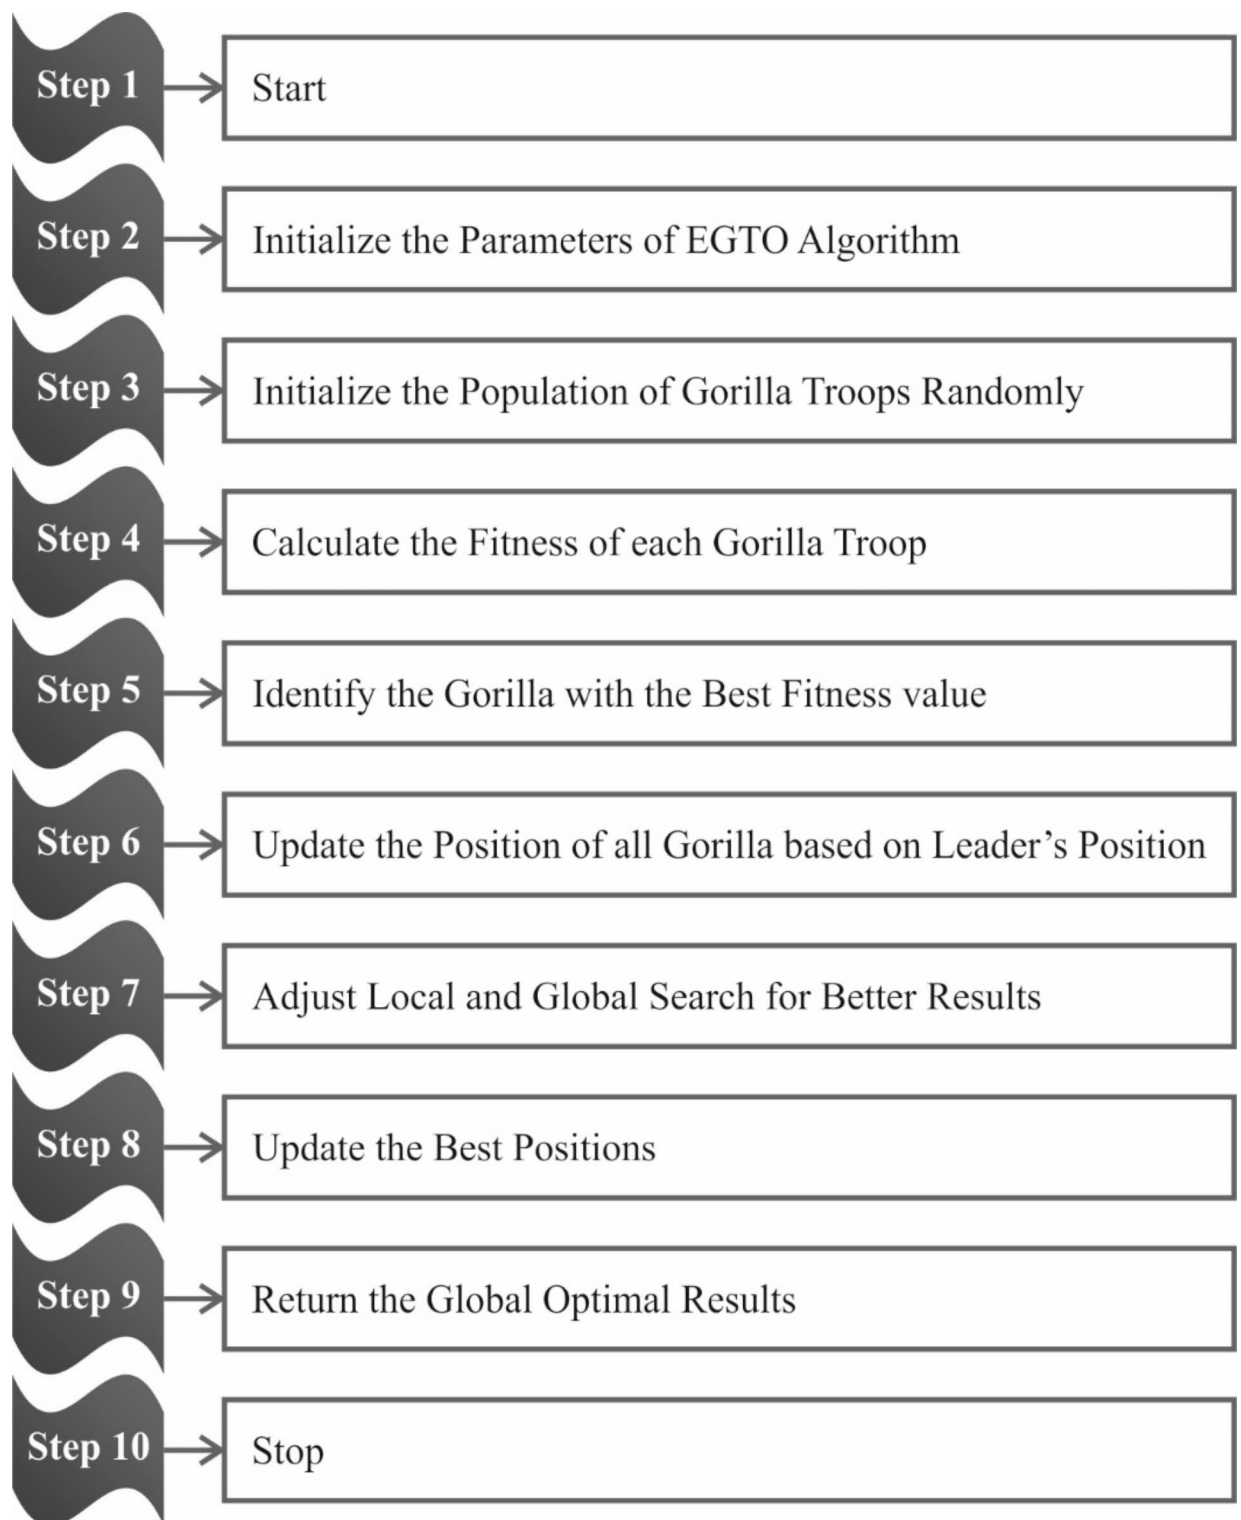 Step 1
Start
Step 2
Initialize the Parameters of EGTO Algorithm
Step 3
Initialize the Population of Gorilla Troops Randomly
Step 4
Calculate the Fitness of each Gorilla Troop
Step 5
Identify the Gorilla with the Best Fitness value
Step 6
Update the Position of all Gorilla based on Leader’s Position
Step 7
Adjust Local and Global Search for Better Results
Step 8
Update the Best Positions
Step 9
Return the Global Optimal Results
Step 10
Stop